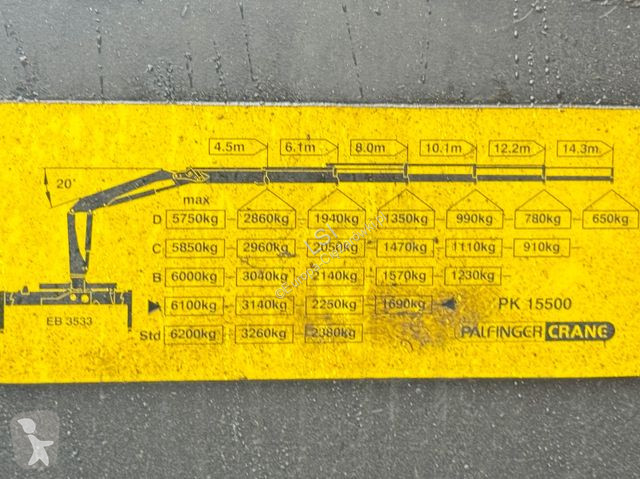 4.5m 6.1m 8.0m 10.1m 12.2m 14.3m
20°
max
D 5750kg 2860kg 1940kg 1350kg 990kg 780kg 650kg
C 5850kg 2960kg 2050kg 1470kg 1110kg 910kg
B 6000kg 3040kg 2140kg 1570kg 1230kg
6100kg 3140kg 2250kg 1690kg PK 15500
EB 3533
Std 6200kg 3260kg 2380kg PALFINGER CRANE